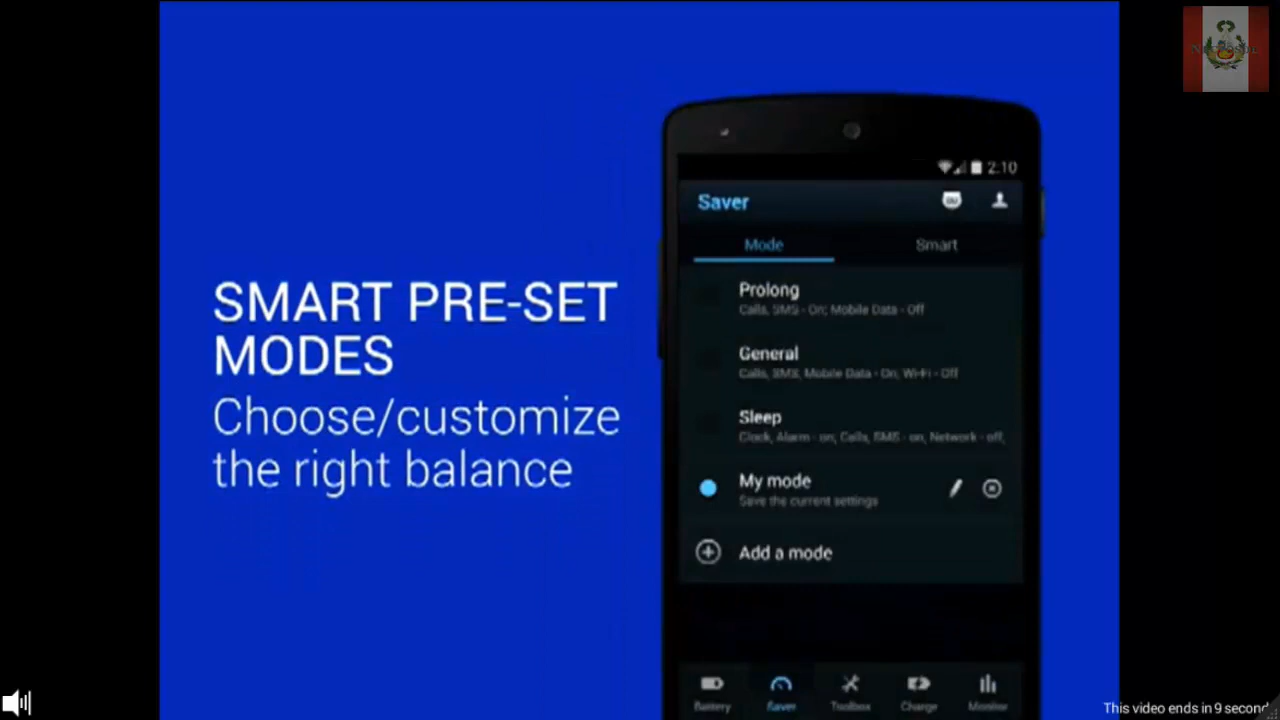 2:10
Saver
Mode Smart
SMART PRE-SET
MODES
Choose/customize
the right balance
Prolong
Calls, SMS - On; Mobile Data - Off
General
Calls, SMS, Mobile Data - On, Wi-Fi - Off
Sleep
Clock, Alarm - on, Calls, SMS - on, Network - off,
My mode
Save the current settings
Add a mode
Battery Saver Toolbox Charge Monitor
This video ends in 9 second